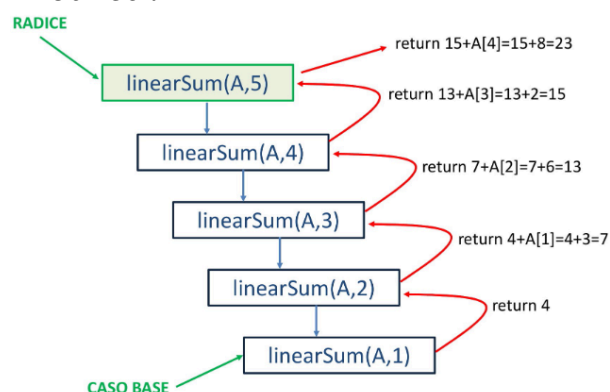 RADICE
return 15+A[4]=15+8=23
linearSum(A,5)
return 13+A[3]=13+2=15
linearSum(A,4)
return 7+A[2]=7+6=13
linearSum(A,3)
return 4+A[1]=4+3=7
linearSum(A,2)
return 4
linearSum(A,1)
CASO BASE